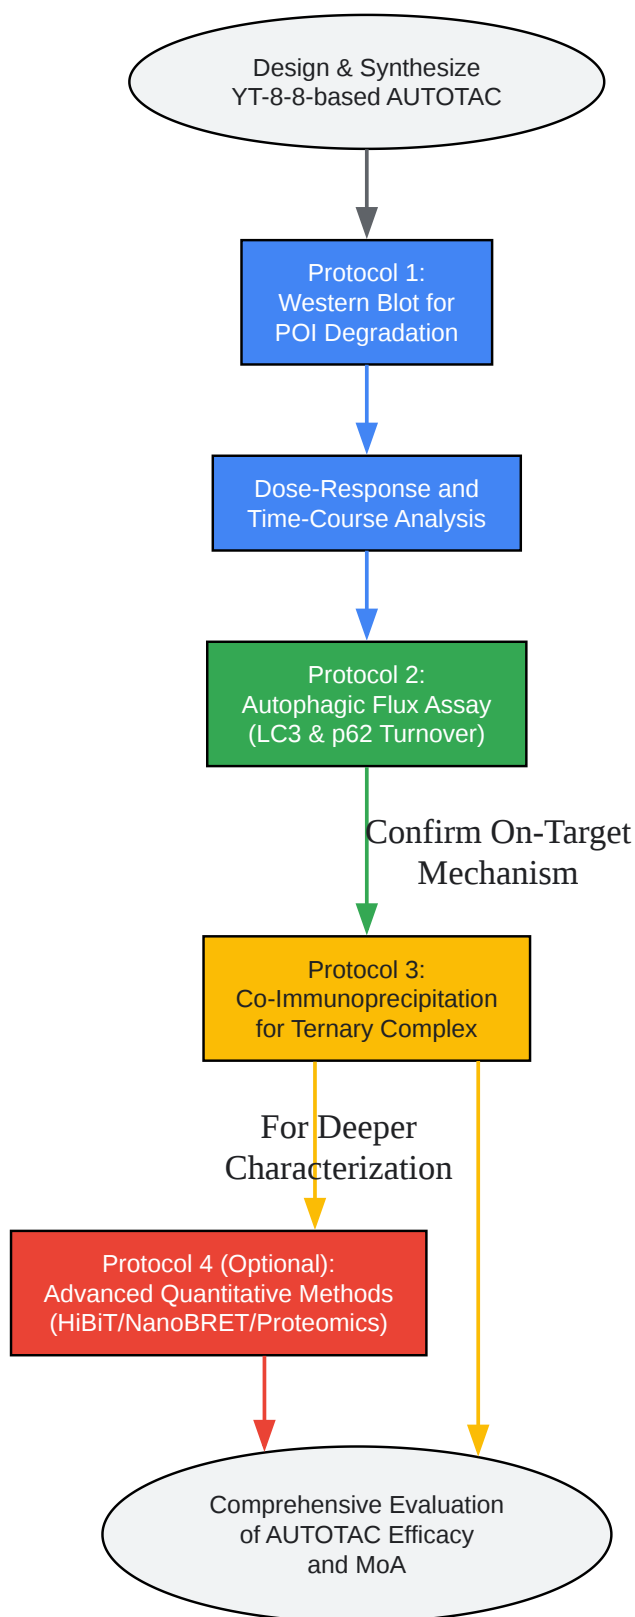 Design & Synthesize
YT-8-8-based AUTOTAC
Protocol 1:
Western Blot for
POI Degradation
Dose-Response and
Time-Course Analysis
Protocol 2:
Autophagic Flux Assay
(LC3 & p62 Turnover)
Confirm On-Target
Mechanism
Protocol 3:
Co-Immunoprecipitation
for Ternary Complex
For Deeper
Characterization
Protocol 4 (Optional):
Advanced Quantitative Methods
(HiBiT/NanoBRET/Proteomics)
Comprehensive Evaluation
of AUTOTAC Efficacy
and MoA